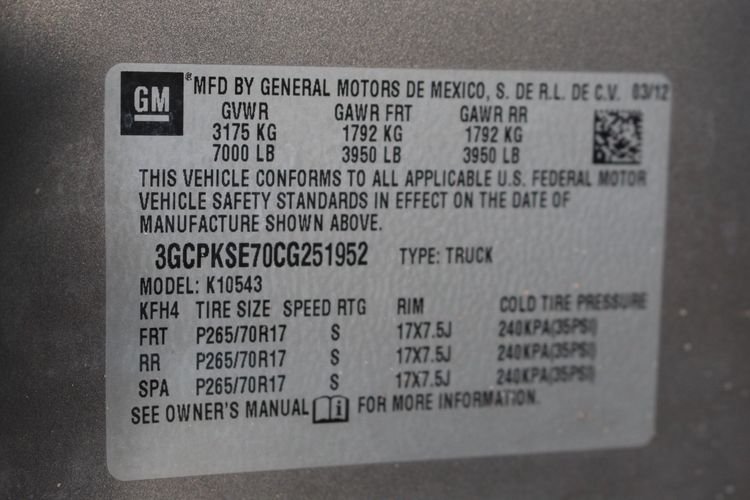 GM ® MFD BY GENERAL MOTORS DE MEXICO, S. DE R.L. DE C.V. 03/12
GVWR GAWR FRT GAWR RR
3175 KG 1792 KG 1792 KG
7000 LB 3950 LB 3950 LB
THIS VEHICLE CONFORMS TO ALL APPLICABLE U.S. FEDERAL MOTOR
VEHICLE SAFETY STANDARDS IN EFFECT ON THE DATE OF
MANUFACTURE SHOWN ABOVE.
3GCPKSE70CG251952 TYPE: TRUCK
MODEL: K10543
KFH4 TIRE SIZE SPEED RTG RIM COLD TIRE PRESSURE
FRT P265/70R17 S 17X7.5J 240KPA(35PSI)
RR P265/70R17 S 17X7.5J 240KPA(35PSI)
SPA P265/70R17 S 17X7.5J 240KPA(35PSI)
SEE OWNER'S MANUAL i FOR MORE INFORMATION.